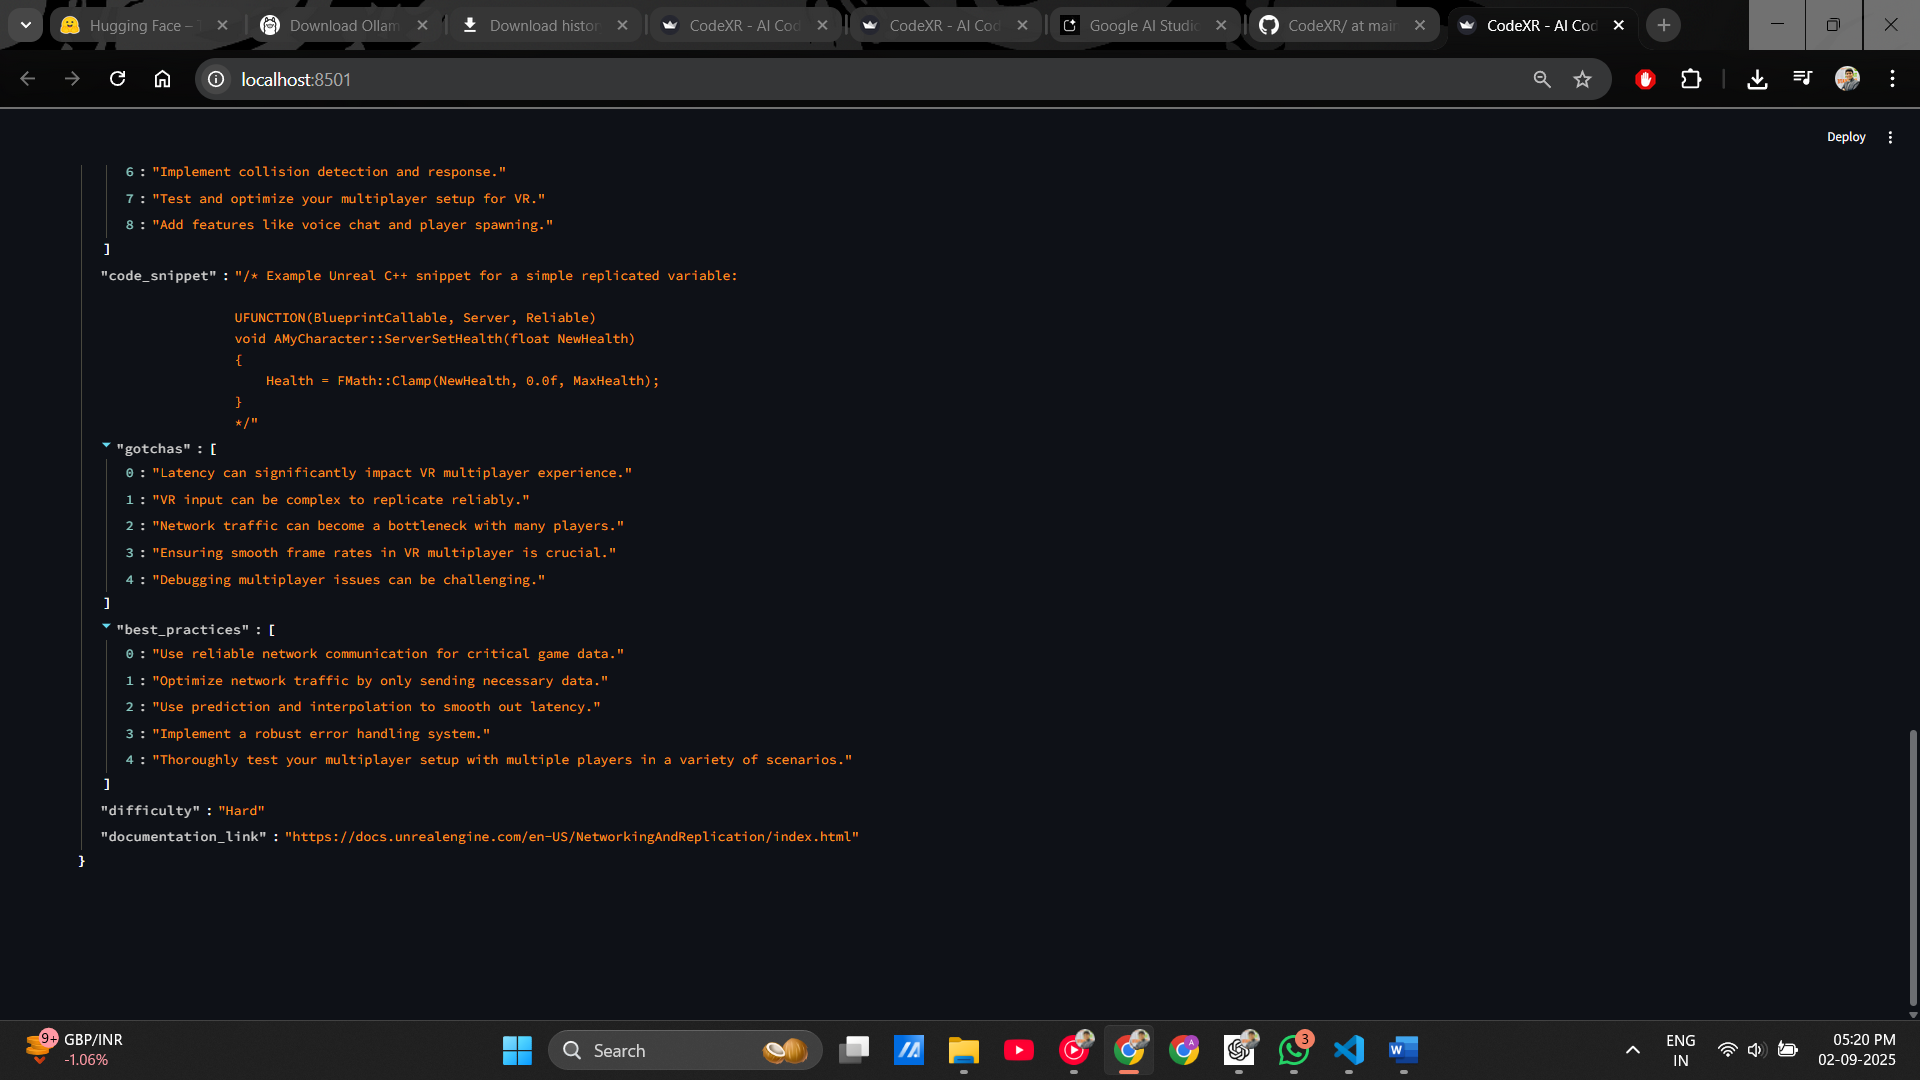 Hugging Face – T
Download Ollam
Download histor
CodeXR - AI Cod
CodeXR - AI Cod
Google AI Studio
CodeXR/ at main
CodeXR - AI Cod
localhost:8501
Deploy
6 : "Implement collision detection and response."
7 : "Test and optimize your multiplayer setup for VR."
8 : "Add features like voice chat and player spawning."
]
"code_snippet" : "/* Example Unreal C++ snippet for a simple replicated variable:
UFUNCTION(BlueprintCallable, Server, Reliable)
void AMyCharacter::ServerSetHealth(float NewHealth)
{
Health = FMath::Clamp(NewHealth, 0.0f, MaxHealth);
}
*/"
"gotchas" : [
0 : "Latency can significantly impact VR multiplayer experience."
1 : "VR input can be complex to replicate reliably."
2 : "Network traffic can become a bottleneck with many players."
3 : "Ensuring smooth frame rates in VR multiplayer is crucial."
4 : "Debugging multiplayer issues can be challenging."
]
"best_practices" : [
0 : "Use reliable network communication for critical game data."
1 : "Optimize network traffic by only sending necessary data."
2 : "Use prediction and interpolation to smooth out latency."
3 : "Implement a robust error handling system."
4 : "Thoroughly test your multiplayer setup with multiple players in a variety of scenarios."
]
"difficulty" : "Hard"
"documentation_link" : "https://docs.unrealengine.com/en-US/NetworkingAndReplication/index.html"
}
9+
GBP/INR
-1.06%
Search
A
3
W
ENG
IN
05:20 PM
02-09-2025